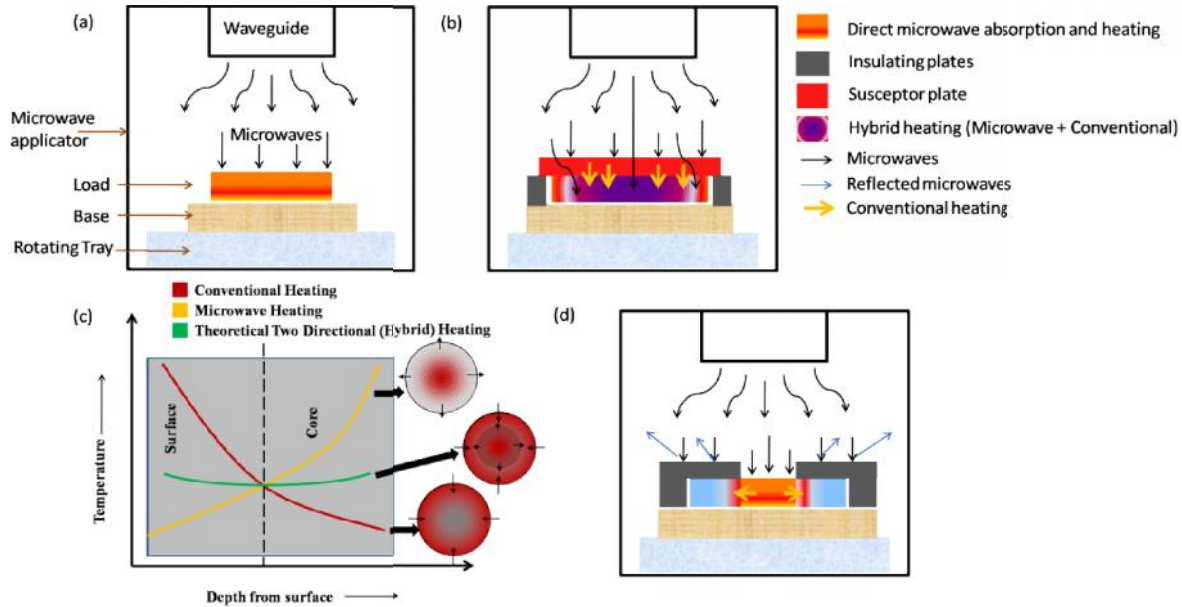 (a)
Waveguide
Microwaves
Microwave
applicator
Load
Base
Rotating Tray
(b)
Direct microwave absorption and heating
Insulating plates
Susceptor plate
Hybrid heating (Microwave + Conventional)
Microwaves
Reflected microwaves
Conventional heating
(c)
Conventional Heating
Microwave Heating
Theoretical Two Directional (Hybrid) Heating
Temperature
Surface
Core
Depth from surface
(d)